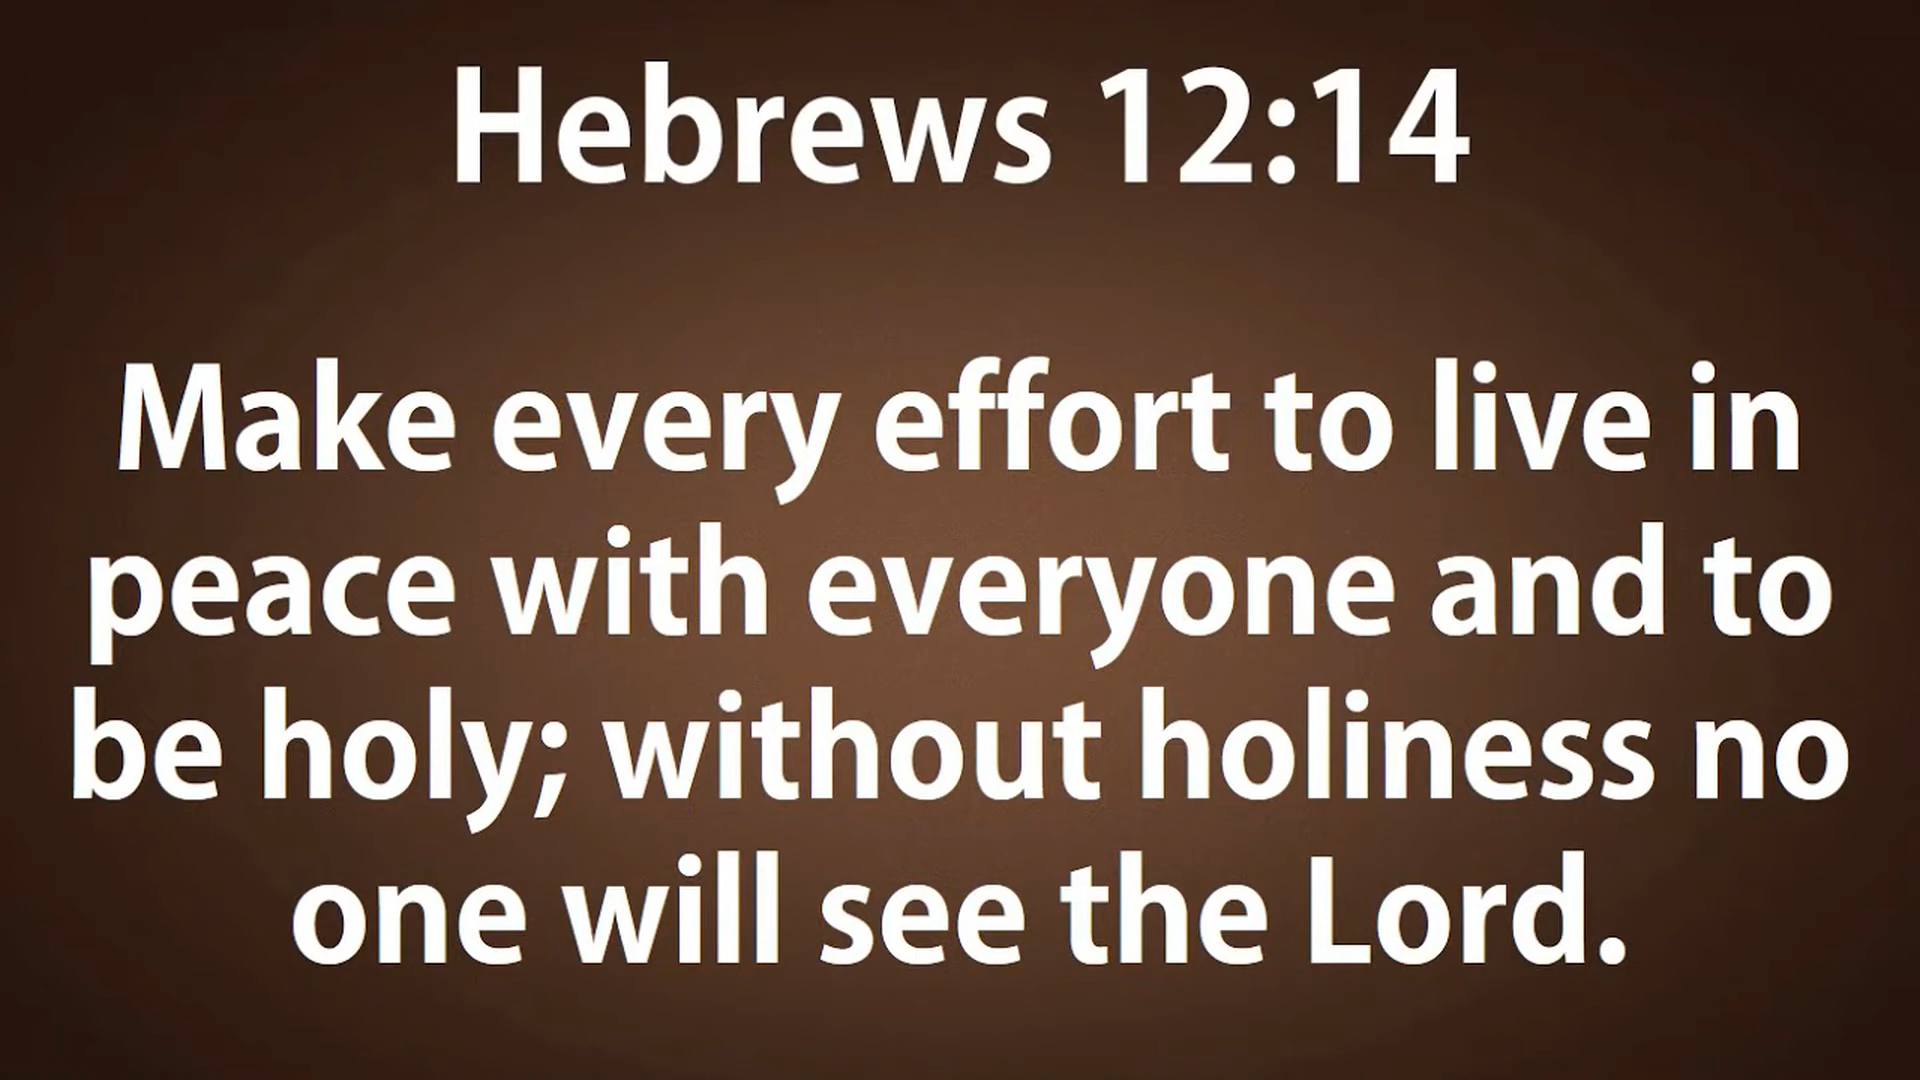 Hebrews 12:14
Make every effort to live in
peace with everyone and to
be holy; without holiness no
one will see the Lord.